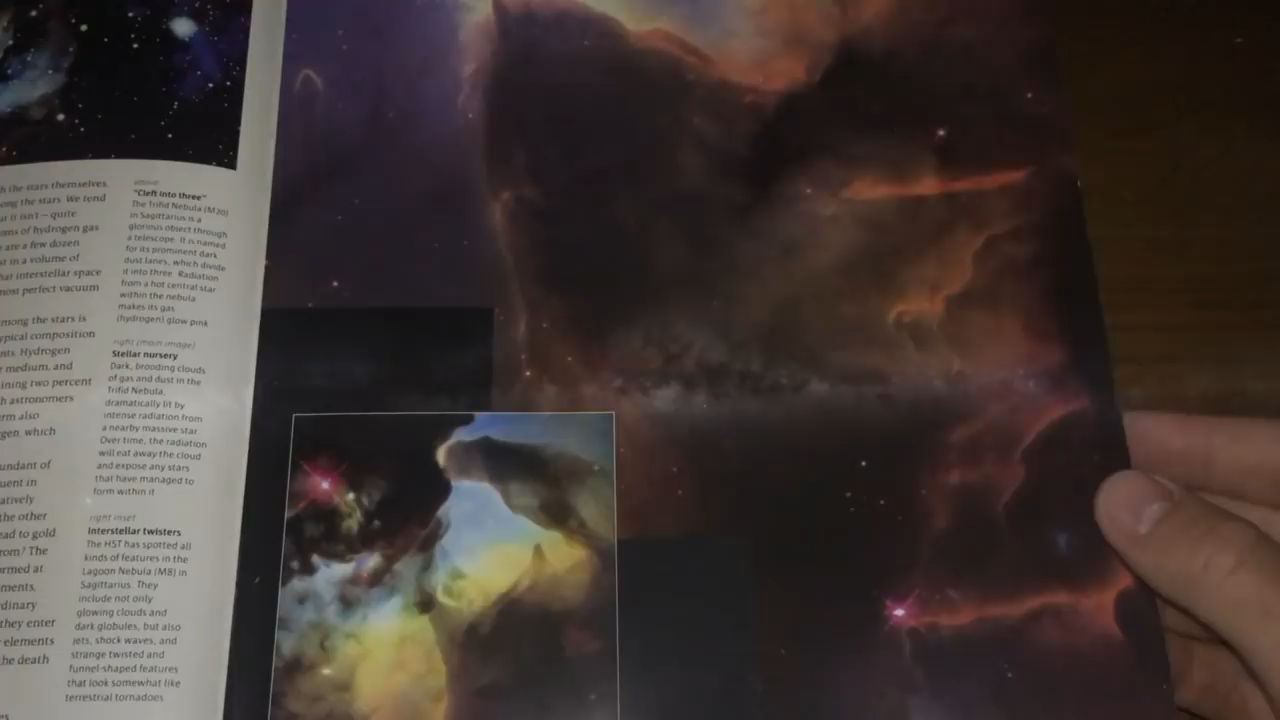 h the stars themselves,
ong the stars. We tend
ut it isn't — quite
oms of hydrogen gas
e are a few dozen
st in a volume of
hat interstellar space
most perfect vacuum
mong the stars is
ypical composition
nts. Hydrogen
r medium, and
ining two percent
h astronomers
erm also
gen, which
undant of
uent in
atively
the other
ead to gold
rom? The
ormed at
ments,
dinary
they enter
elements
the death
above
"Cleft into three"
The Trifid Nebula (M20)
in Sagittarius is a
glorious object through
a telescope. It is named
for its prominent dark
dust lanes, which divide
it into three. Radiation
from a hot central star
within the nebula
makes its gas
(hydrogen) glow pink
right (main image)
Stellar nursery
Dark, brooding clouds
of gas and dust in the
Trifid Nebula,
dramatically lit by
intense radiation from
a nearby massive star.
Over time, the radiation
will eat away the cloud
and expose any stars
that have managed to
form within it
right inset
Interstellar twisters
The HST has spotted all
kinds of features in the
Lagoon Nebula (M8) in
Sagittarius. They
include not only
glowing clouds and
dark globules, but also
jets, shock waves, and
strange twisted and
funnel-shaped features
that look somewhat like
terrestrial tornadoes